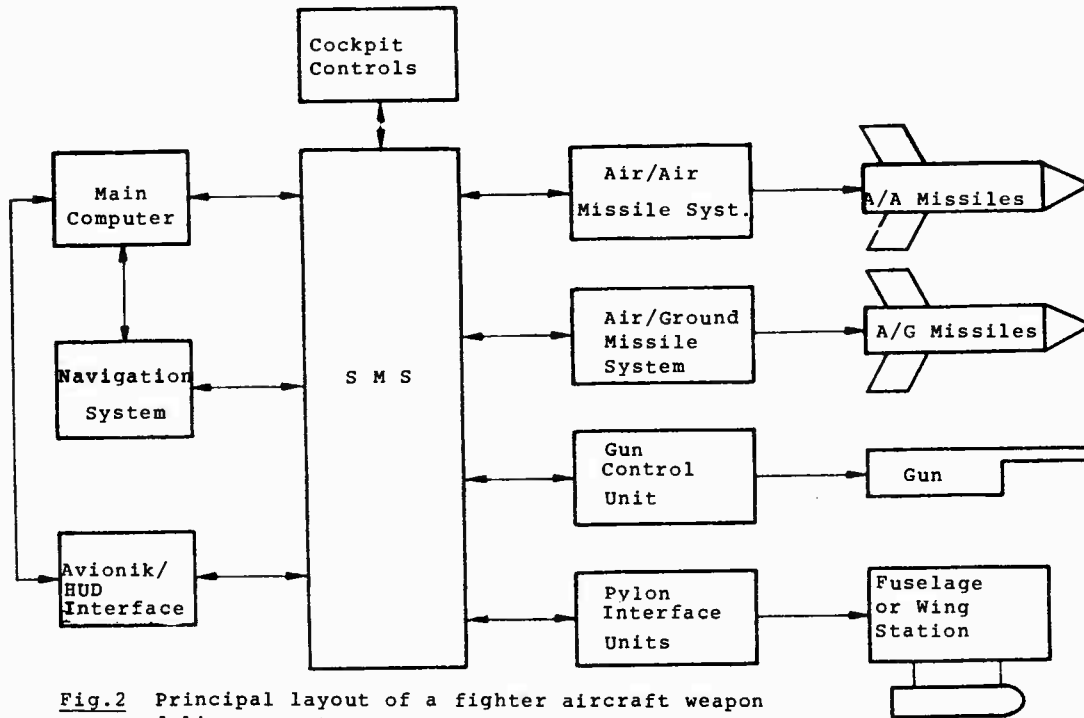 Cockpit
Controls
Main
Computer
Navigation
System
Avionik/
HUD
Interface
S M S
Air/Air
Missile Syst.
A/A Missiles
Air/Ground
Missile
System
A/G Missiles
Gun
Control
Unit
Gun
Pylon
Interface
Units
Fuselage
or Wing
Station
Fig.2 Principal layout of a fighter aircraft weapon